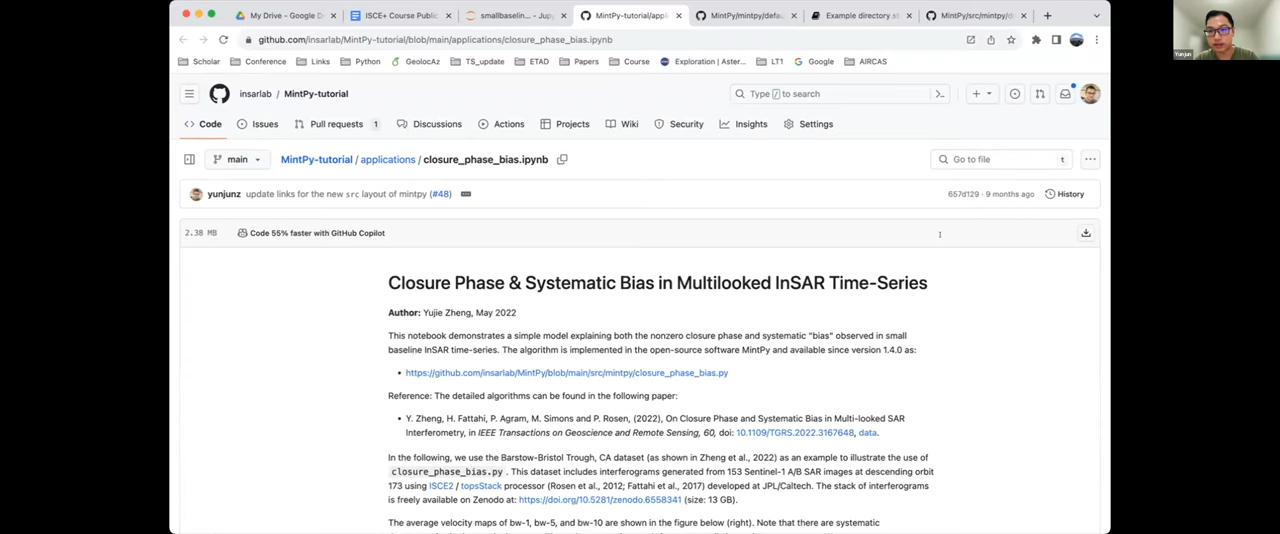 My Drive - Google D
ISCE+ Course Public
smallbaselin... - Jup
MintPy-tutorial/appl
MintPy/mintpy/defau
Example directory st
MintPy/src/mintpy/d
github.com/insarlab/MintPy-tutorial/blob/main/applications/closure_phase_bias.ipynb
Scholar Conference Links Python GeolocAz TS_update ETAD Papers Course Exploration | Aster... LT1 Google AIRCAS
Yunjun
insarlab / MintPy-tutorial
Type / to search
Code Issues Pull requests 1 Discussions Actions Projects Wiki Security Insights Settings
main MintPy-tutorial / applications / closure_phase_bias.ipynb
Go to file t
yunjunz update links for the new src layout of mintpy (#48)
657d129 · 9 months ago History
2.38 MB Code 55% faster with GitHub Copilot
Closure Phase & Systematic Bias in Multilooked InSAR Time-Series
Author: Yujie Zheng, May 2022
This notebook demonstrates a simple model explaining both the nonzero closure phase and systematic "bias" observed in small
baseline InSAR time-series. The algorithm is implemented in the open-source software MintPy and available since version 1.4.0 as:
• https://github.com/insarlab/MintPy/blob/main/src/mintpy/closure_phase_bias.py
Reference: The detailed algorithms can be found in the following paper:
• Y. Zheng, H. Fattahi, P. Agram, M. Simons and P. Rosen, (2022), On Closure Phase and Systematic Bias in Multi-looked SAR
Interferometry, in IEEE Transactions on Geoscience and Remote Sensing, 60, doi: 10.1109/TGRS.2022.3167648, data.
In the following, we use the Barstow-Bristol Trough, CA dataset (as shown in Zheng et al., 2022) as an example to illustrate the use of
closure_phase_bias.py . This dataset includes interferograms generated from 153 Sentinel-1 A/B SAR images at descending orbit
173 using ISCE2 / topsStack processor (Rosen et al., 2012; Fattahi et al., 2017) developed at JPL/Caltech. The stack of interferograms
is freely available on Zenodo at: https://doi.org/10.5281/zenodo.6558341 (size: 13 GB).
The average velocity maps of bw-1, bw-5, and bw-10 are shown in the figure below (right). Note that there are systematic